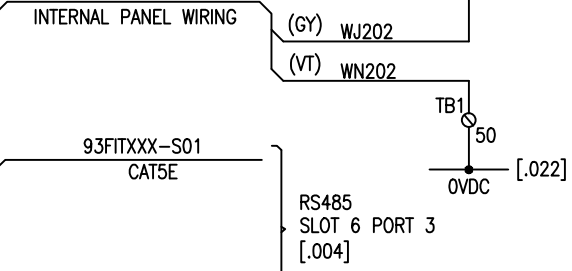 INTERNAL PANEL WIRING
(GY) WJ202
(VT) WN202
TB1
50
93FITXXX-S01
CAT5E
[.022]
0VDC
RS485
SLOT 6 PORT 3
[.004]